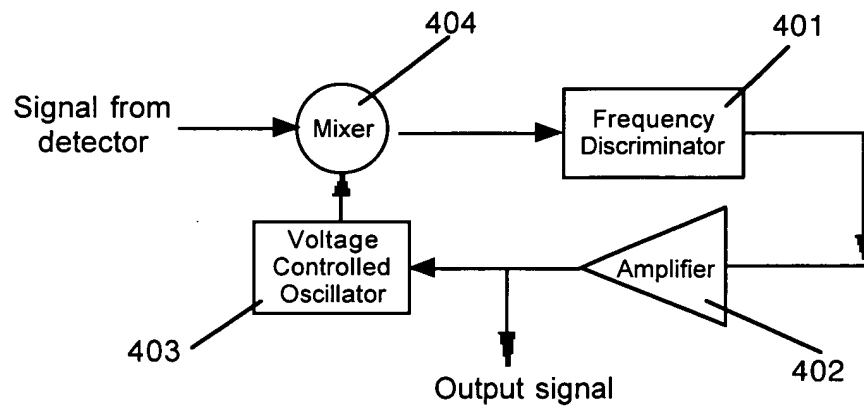 404
401
Signal from
detector
Mixer
Frequency
Discriminator
Voltage
Controlled
Oscillator
Amplifier
403
402
Output signal